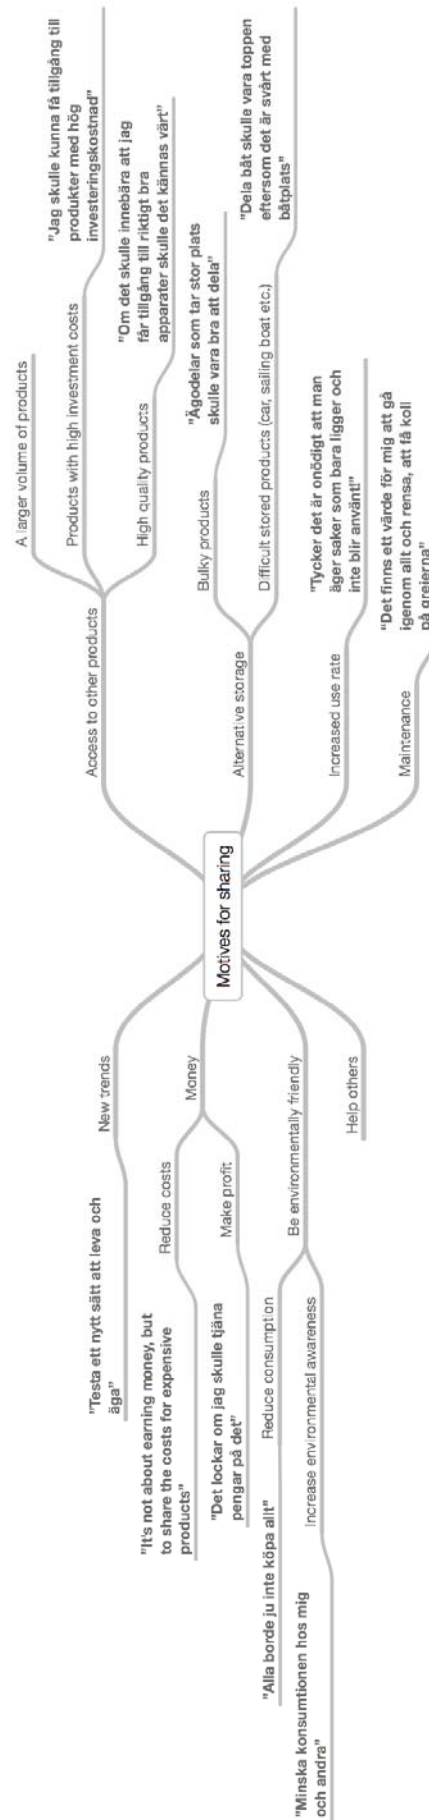 Motives for sharing
Access to other products
A larger volume of products
Products with high investment costs
"Jag skulle kunna få tillgång till
produkter med hög
investeringskostnad"
High quality products
"Om det skulle innebära att jag
får tillgång till riktigt bra
apparater skulle det kännas värt"
Alternative storage
Bulky products
"Ägodelar som tar stor plats
skulle vara bra att dela"
Difficult stored products (car, sailing boat etc.)
"Dela båt skulle vara toppen
eftersom det är svårt med
båtplats"
Increased use rate
"Tycker det är onödigt att man
äger saker som bara ligger och
inte blir använt!"
Maintenance
"Det finns ett värde för mig att gå
igenom allt och rensa, att få koll
på grejerna"
New trends
"Testa ett nytt sätt att leva och
äga"
Money
Reduce costs
"It's not about earning money, but
to share the costs for expensive
products"
Make profit
"Det lockar om jag skulle tjäna
pengar på det"
Be environmentally friendly
Reduce consumption
"Alla borde ju inte köpa allt"
Increase environmental awareness
"Minska konsumtionen hos mig
och andra"
Help others